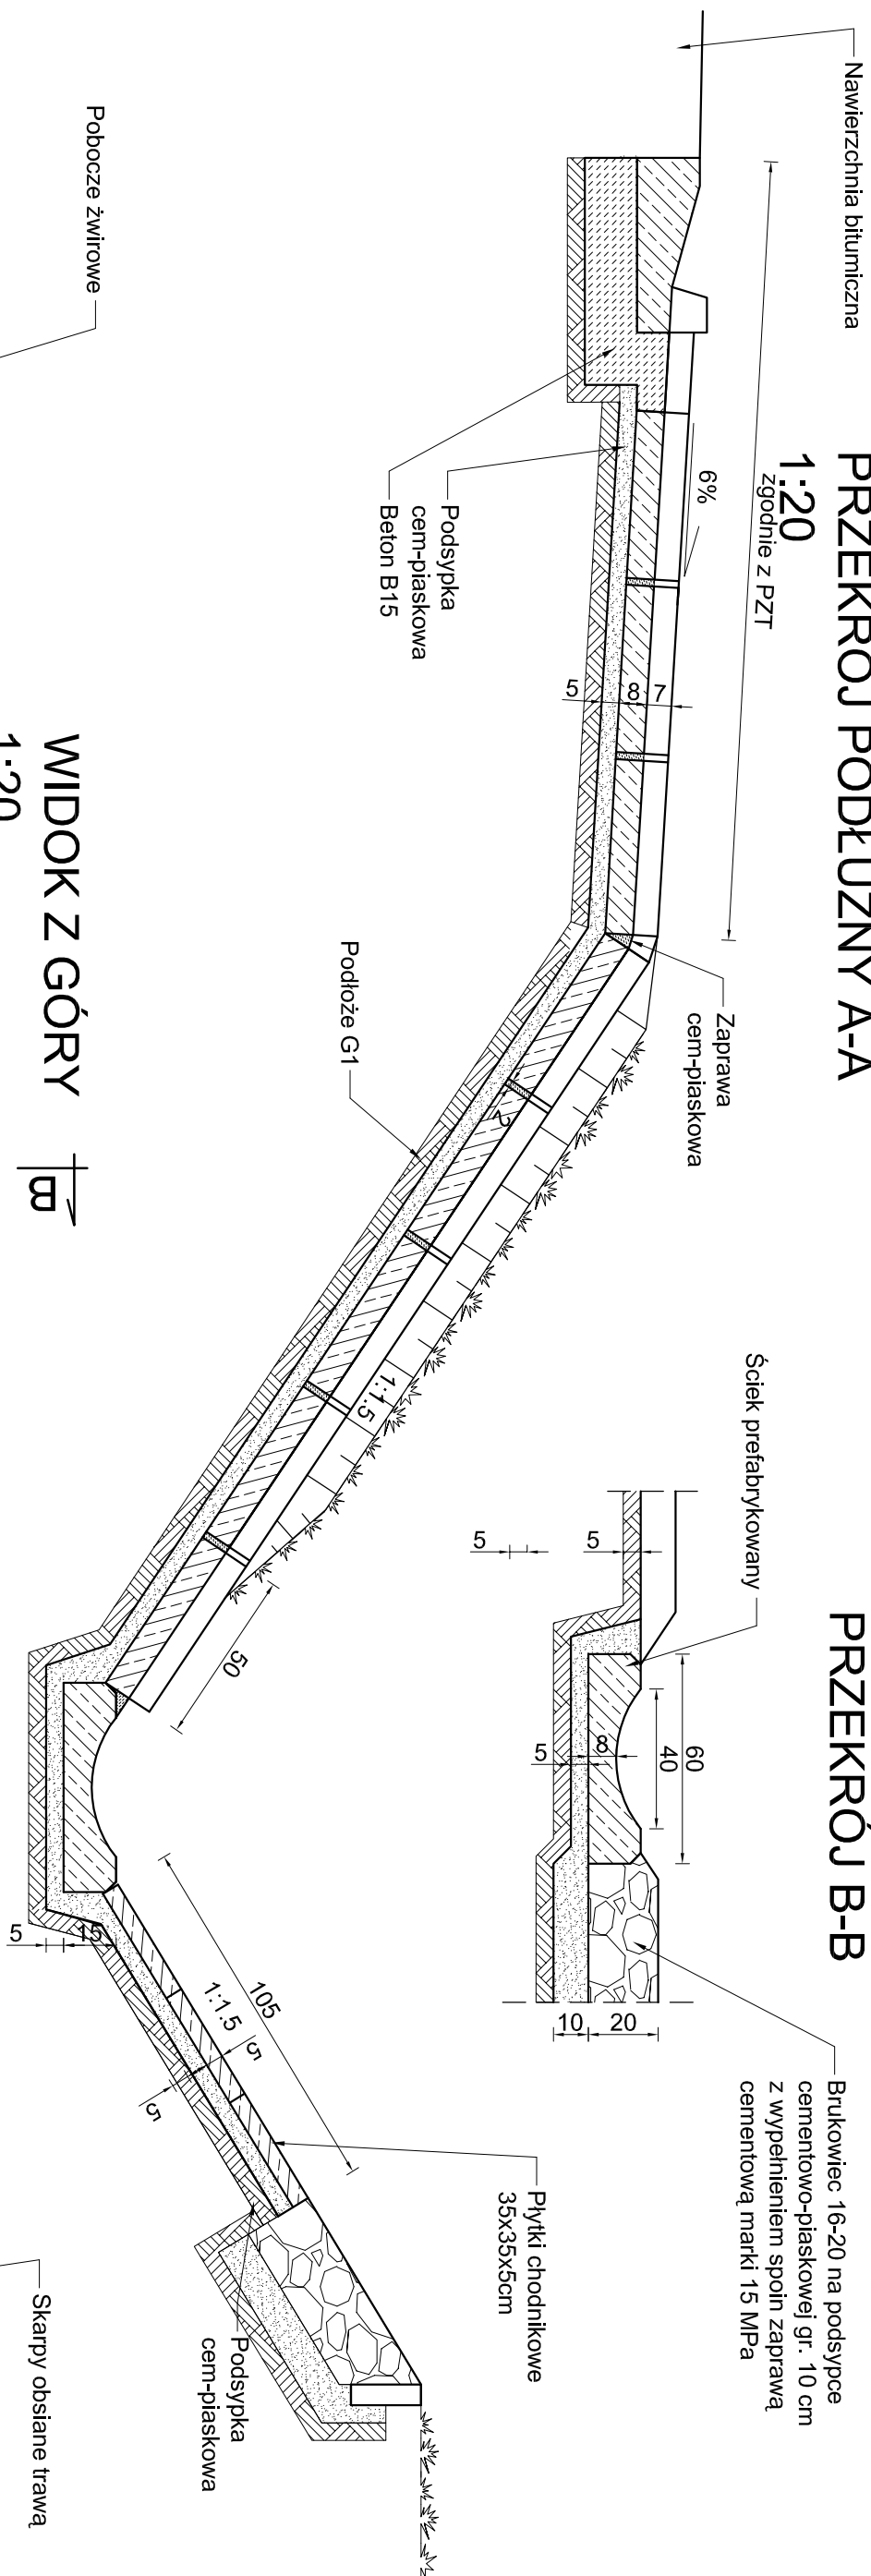 Nawierzchnia bitumiczna
PRZEKRÓJ PODŁUŻNY A-A
1:20
zgodnie z PZT
6%
Podsypka
cem-piaskowa
Beton B15
5
8
7
Zaprawa
cem-piaskowa
Podłoże G1
2
1:1.5
50
5
15
105
1:1.5
5
5
Płytki chodnikowe
35x35x5cm
Podsypka
cem-piaskowa
PRZEKRÓJ B-B
Ściek prefabrykowany
5
5
60
40
8
5
10
20
Brukowiec 16-20 na podsypce
cementowo-piaskowej gr. 10 cm
z wypełnieniem spoin zaprawą
cementową marki 15 MPa
Pobocze żwirowe
WIDOK Z GÓRY
1:20
B
Skarpy obsiane trawą